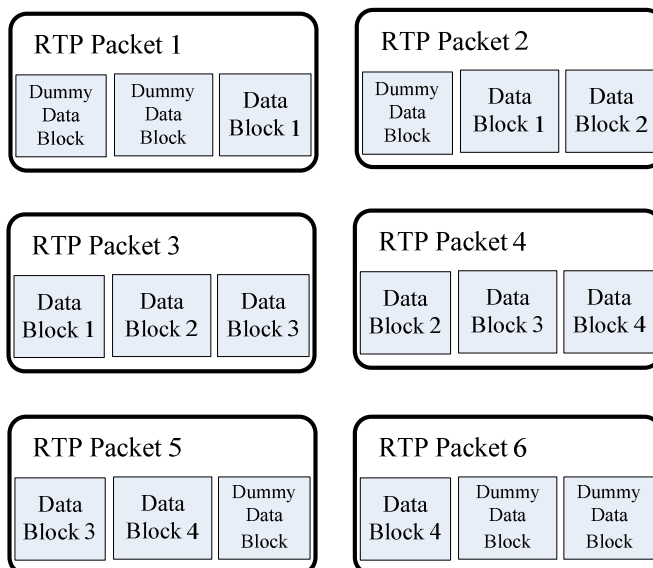 RTP Packet 1
Dummy
Data
Block
Dummy
Data
Block
Data
Block 1
RTP Packet 2
Dummy
Data
Block
Data
Block 1
Data
Block 2
RTP Packet 3
Data
Block 1
Data
Block 2
Data
Block 3
RTP Packet 4
Data
Block 2
Data
Block 3
Data
Block 4
RTP Packet 5
Data
Block 3
Data
Block 4
Dummy
Data
Block
RTP Packet 6
Data
Block 4
Dummy
Data
Block
Dummy
Data
Block